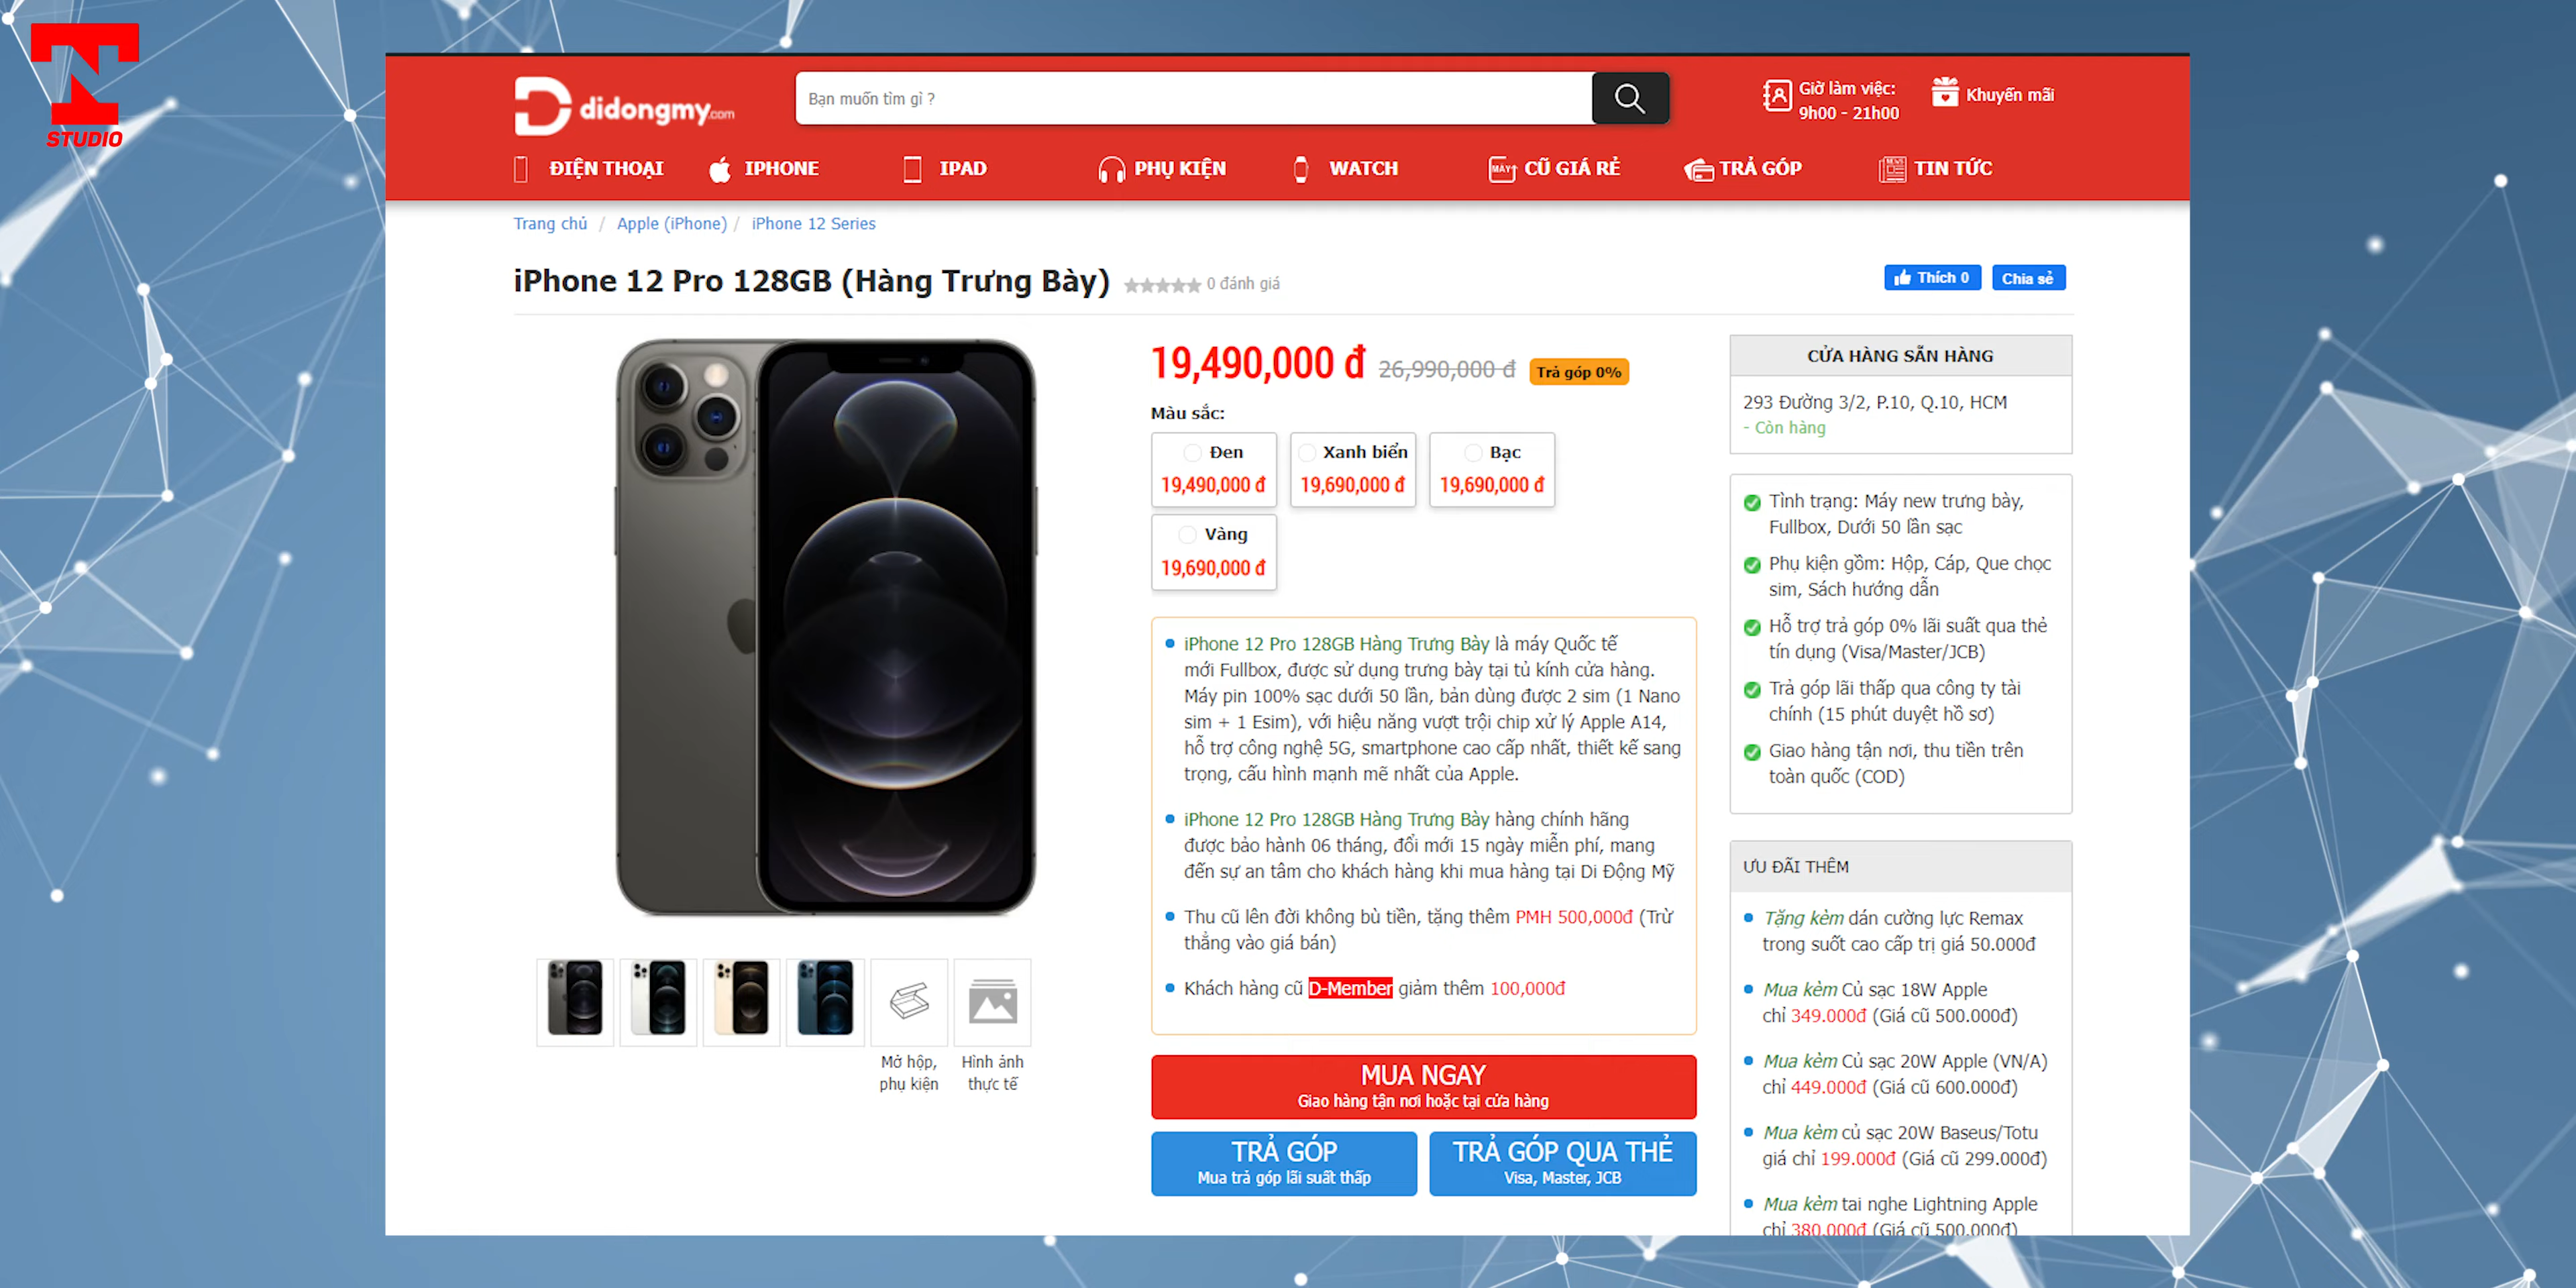 TN
STUDIO
didongmy.com
Bạn muốn tìm gì ?
Giờ làm việc:
9h00 - 21h00
Khuyến mãi
ĐIỆN THOẠI
IPHONE
IPAD
PHỤ KIỆN
WATCH
MÁY CŨ GIÁ RẺ
TRẢ GÓP
NEWS TIN TỨC
Trang chủ / Apple (iPhone) / iPhone 12 Series
iPhone 12 Pro 128GB (Hàng Trưng Bày)
0 đánh giá
Thích 0
Chia sẻ
19,490,000 đ
26,990,000 đ
Trả góp 0%
Màu sắc:
Đen
19,490,000 đ
Xanh biển
19,690,000 đ
Bạc
19,690,000 đ
Vàng
19,690,000 đ
iPhone 12 Pro 128GB Hàng Trưng Bày là máy Quốc tế
mới Fullbox, được sử dụng trưng bày tại tủ kính cửa hàng.
Máy pin 100% sạc dưới 50 lần, bản dùng được 2 sim (1 Nano
sim + 1 Esim), với hiệu năng vượt trội chip xử lý Apple A14,
hỗ trợ công nghệ 5G, smartphone cao cấp nhất, thiết kế sang
trọng, cấu hình mạnh mẽ nhất của Apple.
iPhone 12 Pro 128GB Hàng Trưng Bày hàng chính hãng
được bảo hành 06 tháng, đổi mới 15 ngày miễn phí, mang
đến sự an tâm cho khách hàng khi mua hàng tại Di Động Mỹ
Thu cũ lên đời không bù tiền, tặng thêm PMH 500,000đ (Trừ
thẳng vào giá bán)
Khách hàng cũ D-Member giảm thêm 100,000đ
Mở hộp,
phụ kiện
Hình ảnh
thực tế
MUA NGAY
Giao hàng tận nơi hoặc tại cửa hàng
TRẢ GÓP
Mua trả góp lãi suất thấp
TRẢ GÓP QUA THẺ
Visa, Master, JCB
CỬA HÀNG SẴN HÀNG
293 Đường 3/2, P.10, Q.10, HCM
- Còn hàng
Tình trạng: Máy new trưng bày,
Fullbox, Dưới 50 lần sạc
Phụ kiện gồm: Hộp, Cáp, Que chọc
sim, Sách hướng dẫn
Hỗ trợ trả góp 0% lãi suất qua thẻ
tín dụng (Visa/Master/JCB)
Trả góp lãi thấp qua công ty tài
chính (15 phút duyệt hồ sơ)
Giao hàng tận nơi, thu tiền trên
toàn quốc (COD)
ƯU ĐÃI THÊM
Tặng kèm dán cường lực Remax
trong suốt cao cấp trị giá 50.000đ
Mua kèm Củ sạc 18W Apple
chỉ 349.000đ (Giá cũ 500.000đ)
Mua kèm Củ sạc 20W Apple (VN/A)
chỉ 449.000đ (Giá cũ 600.000đ)
Mua kèm củ sạc 20W Baseus/Totu
giá chỉ 199.000đ (Giá cũ 299.000đ)
Mua kèm tai nghe Lightning Apple
chỉ 380.000đ (Giá cũ 500.000đ)